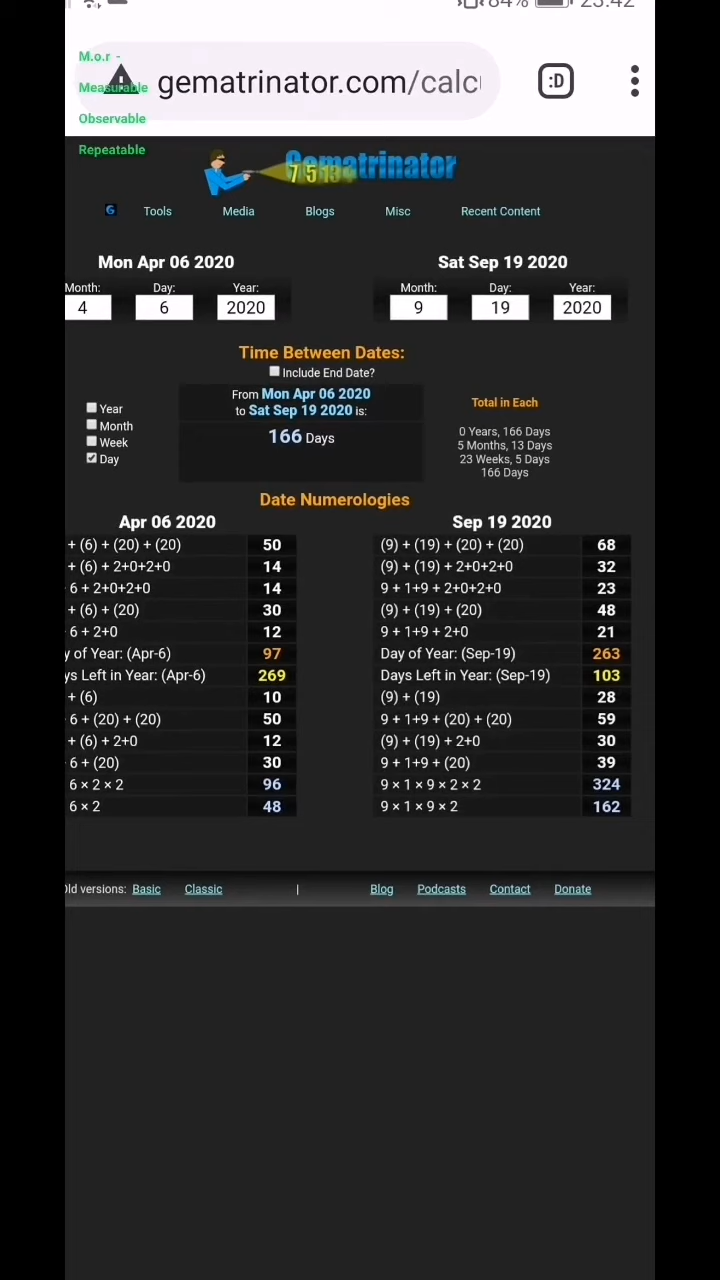 84% 23:42
M.o.r -
Measurable
Observable
Repeatable
gematrinator.com/calc
:D
Gematrinator
Tools Media Blogs Misc Recent Content
Mon Apr 06 2020 Sat Sep 19 2020
Month: Day: Year: Month: Day: Year:
4 6 2020 9 19 2020
Time Between Dates:
Include End Date?
From Mon Apr 06 2020
to Sat Sep 19 2020 is:
166 Days
Year
Month
Week
Day
Total in Each
0 Years, 166 Days
5 Months, 13 Days
23 Weeks, 5 Days
166 Days
Date Numerologies
Apr 06 2020 Sep 19 2020
+ (6) + (20) + (20) 50 (9) + (19) + (20) + (20) 68
+ (6) + 2+0+2+0 14 (9) + (19) + 2+0+2+0 32
6 + 2+0+2+0 14 9 + 1+9 + 2+0+2+0 23
+ (6) + (20) 30 (9) + (19) + (20) 48
6 + 2+0 12 9 + 1+9 + 2+0 21
y of Year: (Apr-6) 97 Day of Year: (Sep-19) 263
ys Left in Year: (Apr-6) 269 Days Left in Year: (Sep-19) 103
+ (6) 10 (9) + (19) 28
6 + (20) + (20) 50 9 + 1+9 + (20) + (20) 59
+ (6) + 2+0 12 (9) + (19) + 2+0 30
6 + (20) 30 9 + 1+9 + (20) 39
6 × 2 × 2 96 9 × 1 × 9 × 2 × 2 324
6 × 2 48 9 × 1 × 9 × 2 162
Old versions: Basic Classic | Blog Podcasts Contact Donate